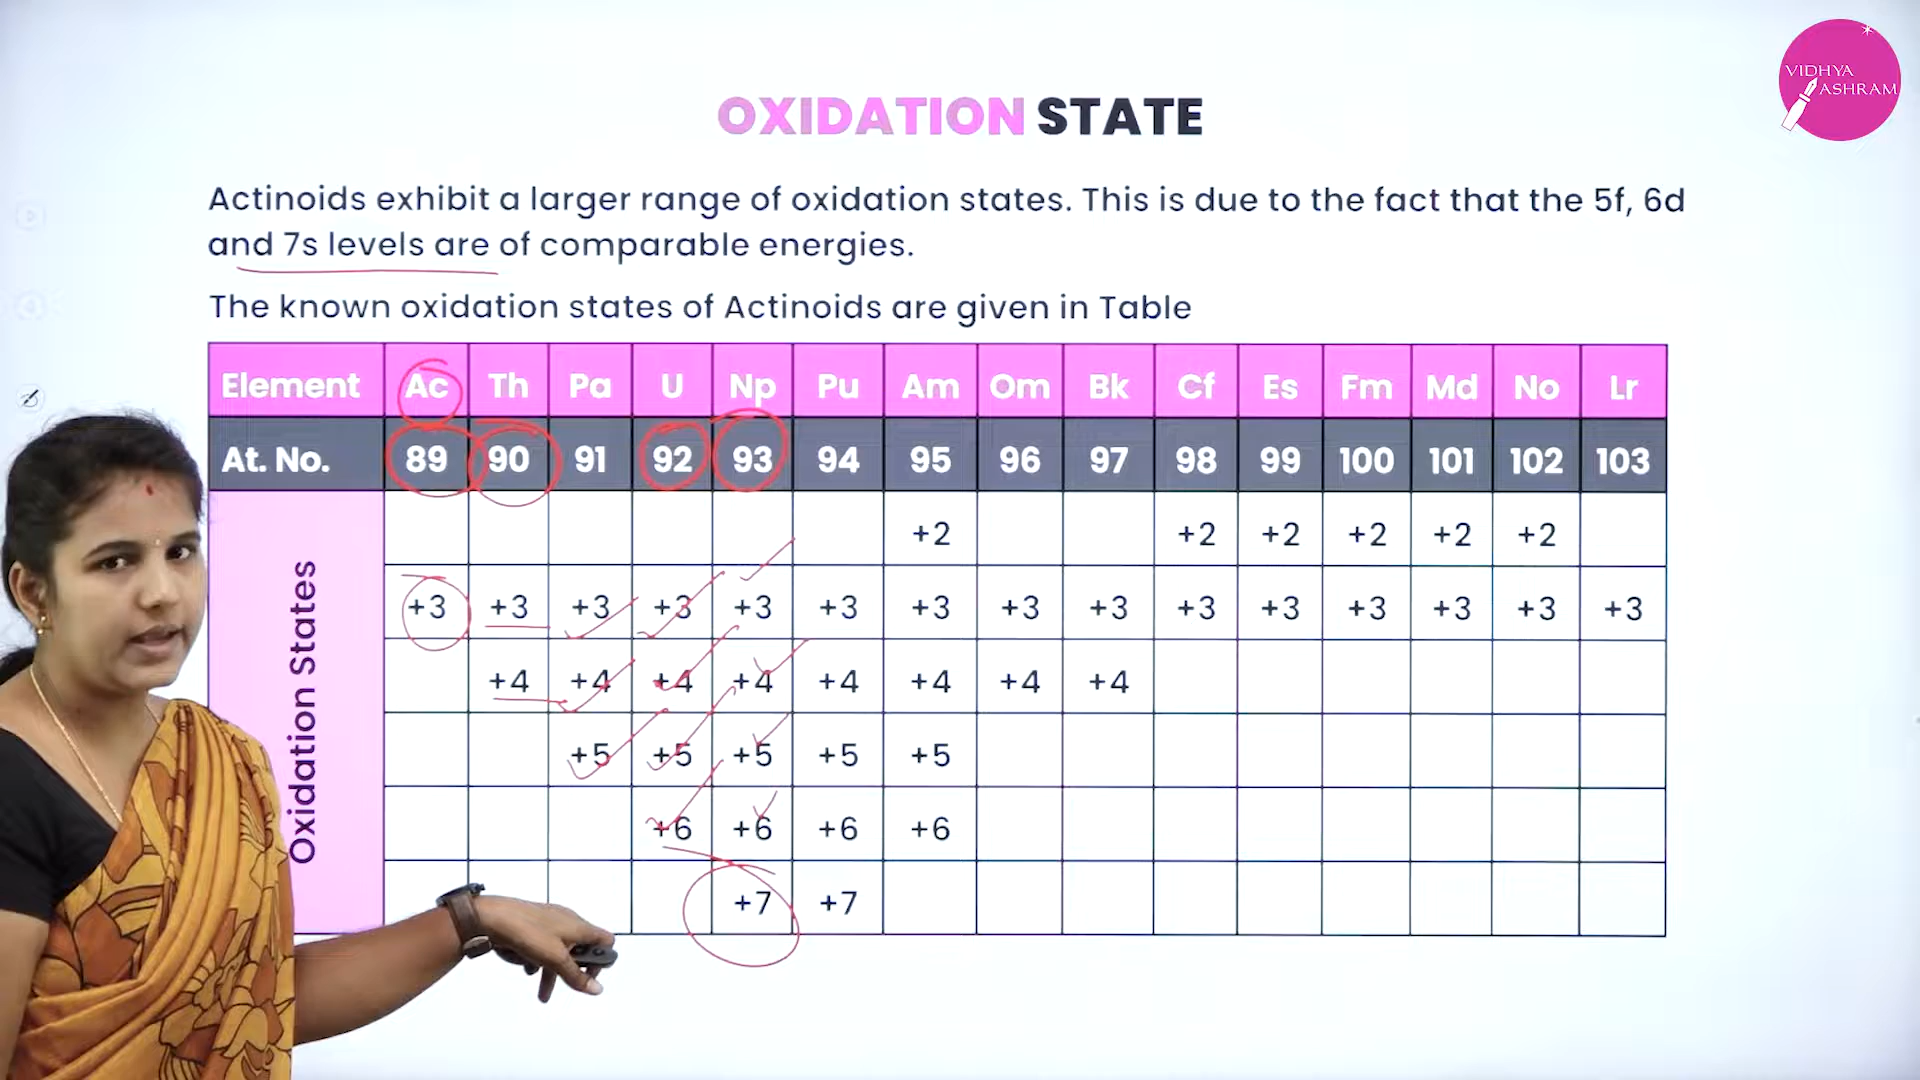 VIDHYA
ASHRAM
OXIDATION STATE
Actinoids exhibit a larger range of oxidation states. This is due to the fact that the 5f, 6d
and 7s levels are of comparable energies.
The known oxidation states of Actinoids are given in Table
Element Ac Th Pa U Np Pu Am Om Bk Cf Es Fm Md No Lr
At. No. 89 90 91 92 93 94 95 96 97 98 99 100 101 102 103
Oxidation States
+2 +2 +2 +2 +2 +2
+3 +3 +3 +3 +3 +3 +3 +3 +3 +3 +3 +3 +3 +3 +3
+4 +4 +4 +4 +4 +4 +4 +4
+5 +5 +5 +5 +5
+6 +6 +6 +6
+7 +7